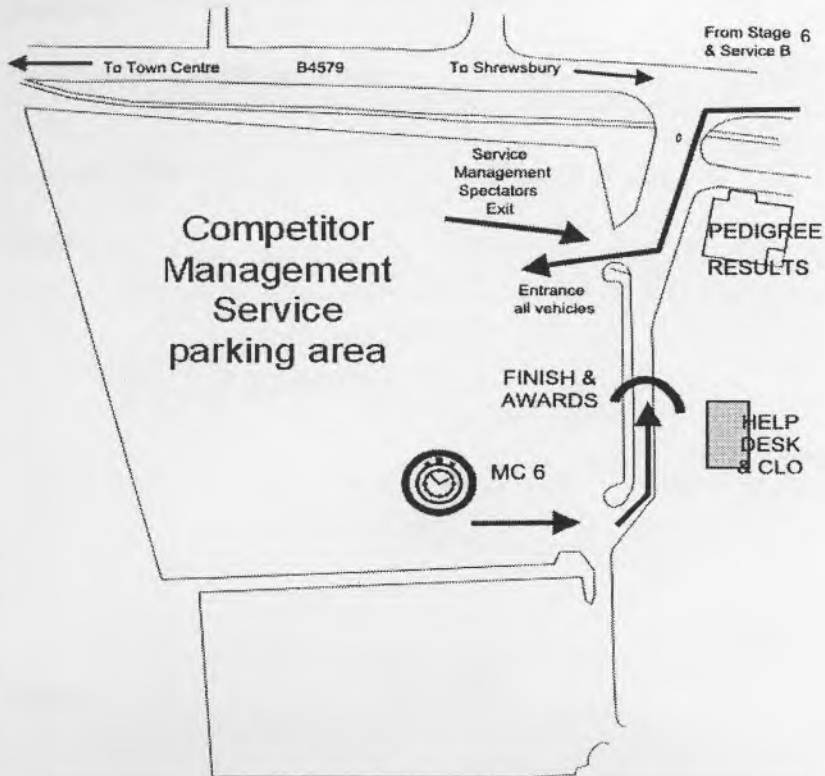 From Stage 6
& Service B
To Town Centre
B4579
To Shrewsbury
Service
Management
Spectators
Exit
Competitor
Management
Service
parking area
PEDIGREE
RESULTS
Entrance
all vehicles
FINISH &
AWARDS
HELP
DESK
& CLO
MC 6